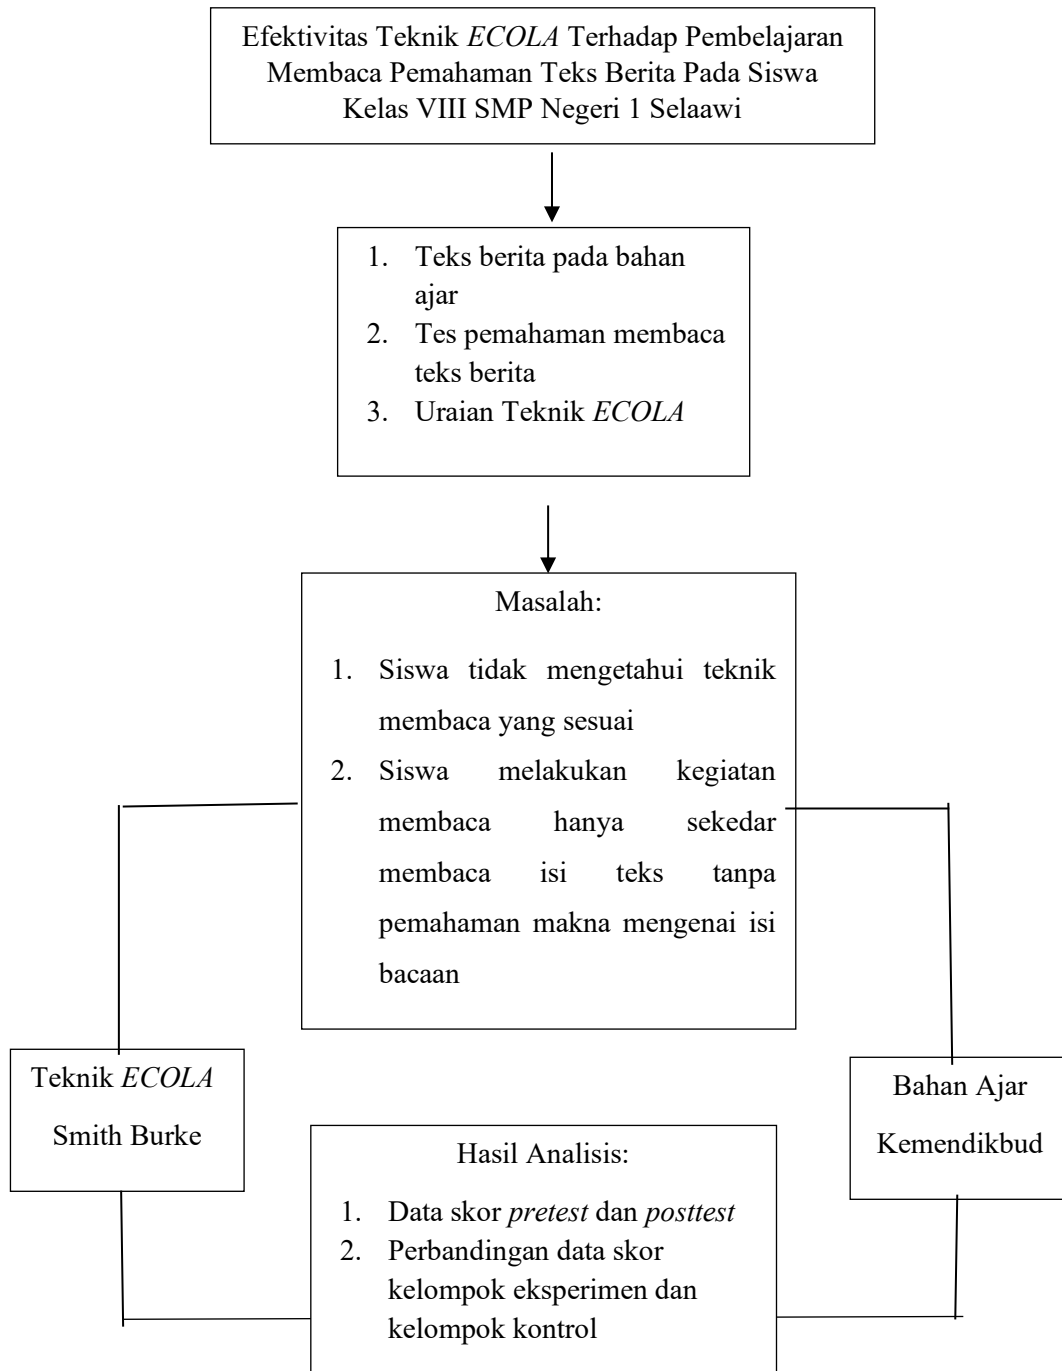 Efektivitas Teknik ECOLA Terhadap Pembelajaran
Membaca Pemahaman Teks Berita Pada Siswa
Kelas VIII SMP Negeri 1 Selaawi
1. Teks berita pada bahan
ajar
2. Tes pemahaman membaca
teks berita
3. Uraian Teknik ECOLA
Masalah:
1. Siswa tidak mengetahui teknik
membaca yang sesuai
2. Siswa melakukan kegiatan
membaca hanya sekedar
membaca isi teks tanpa
pemahaman makna mengenai isi
bacaan
Teknik ECOLA
Smith Burke
Bahan Ajar
Kemendikbud
Hasil Analisis:
1. Data skor pretest dan posttest
2. Perbandingan data skor
kelompok eksperimen dan
kelompok kontrol